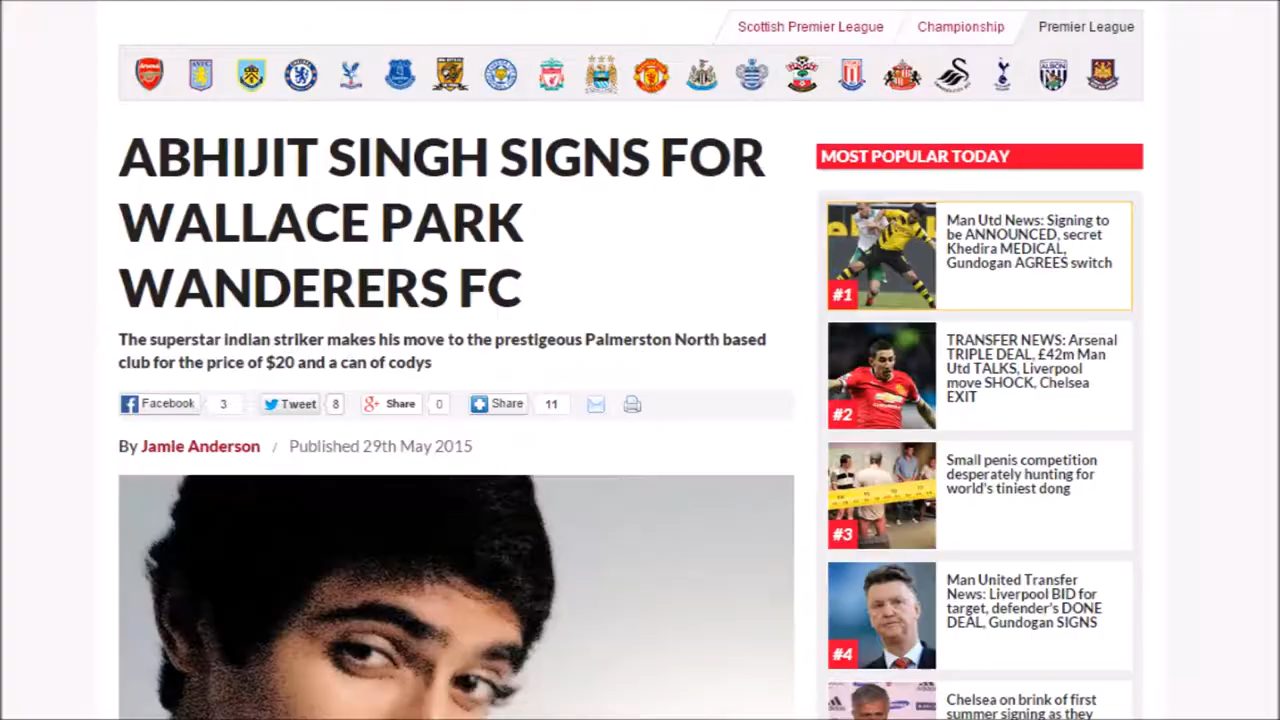 Scottish Premier League
Championship
Premier League
ABHIJIT SINGH SIGNS FOR
WALLACE PARK
WANDERERS FC
The superstar indian striker makes his move to the prestigeous Palmerston North based
club for the price of $20 and a can of codys
Facebook 3 Tweet 8 Share 0 Share 11
By Jamie Anderson / Published 29th May 2015
MOST POPULAR TODAY
#1
Man Utd News: Signing to
be ANNOUNCED, secret
Khedira MEDICAL,
Gundogan AGREES switch
#2
TRANSFER NEWS: Arsenal
TRIPLE DEAL, £42m Man
Utd TALKS, Liverpool
move SHOCK, Chelsea
EXIT
#3
Small penis competition
desperately hunting for
world's tiniest dong
#4
Man United Transfer
News: Liverpool BID for
target, defender's DONE
DEAL, Gundogan SIGNS
Chelsea on brink of first
summer signing as they